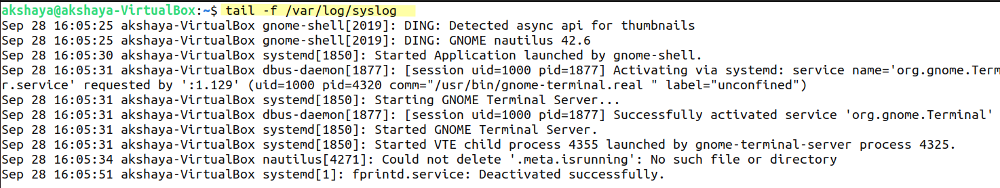 akshaya@akshaya-VirtualBox:~$ tail -f /var/log/syslog
Sep 28 16:05:25 akshaya-VirtualBox gnome-shell[2019]: DING: Detected async api for thumbnails
Sep 28 16:05:25 akshaya-VirtualBox gnome-shell[2019]: DING: GNOME nautilus 42.6
Sep 28 16:05:30 akshaya-VirtualBox systemd[1850]: Started Application launched by gnome-shell.
Sep 28 16:05:31 akshaya-VirtualBox dbus-daemon[1877]: [session uid=1000 pid=1877] Activating via systemd: service name='org.gnome.Term
r.service' requested by ':1.129' (uid=1000 pid=4320 comm="/usr/bin/gnome-terminal.real " label="unconfined")
Sep 28 16:05:31 akshaya-VirtualBox systemd[1850]: Starting GNOME Terminal Server...
Sep 28 16:05:31 akshaya-VirtualBox dbus-daemon[1877]: [session uid=1000 pid=1877] Successfully activated service 'org.gnome.Terminal'
Sep 28 16:05:31 akshaya-VirtualBox systemd[1850]: Started GNOME Terminal Server.
Sep 28 16:05:31 akshaya-VirtualBox systemd[1850]: Started VTE child process 4355 launched by gnome-terminal-server process 4325.
Sep 28 16:05:34 akshaya-VirtualBox nautilus[4271]: Could not delete '.meta.isrunning': No such file or directory
Sep 28 16:05:51 akshaya-VirtualBox systemd[1]: fprintd.service: Deactivated successfully.